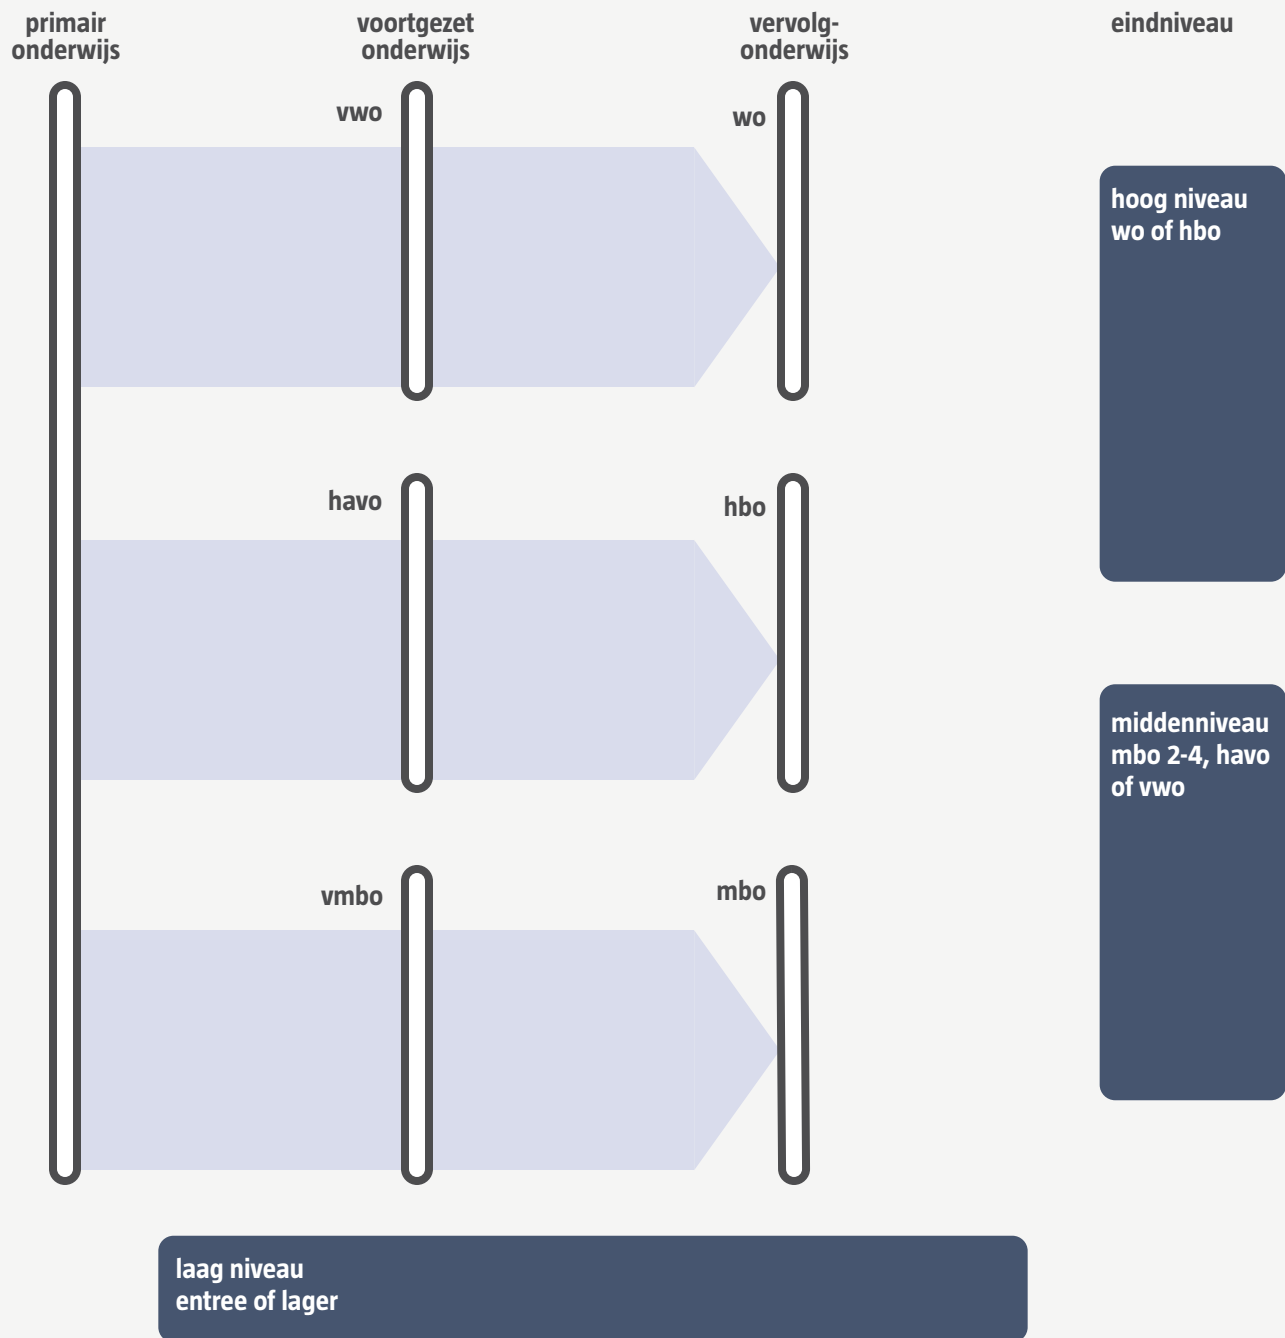 primair
onderwijs
voortgezet
onderwijs
vervolg-
onderwijs
eindniveau
vwo
wo
hoog niveau
wo of hbo
havo
hbo
middenniveau
mbo 2-4, havo
of vwo
vmbo
mbo
laag niveau
entree of lager